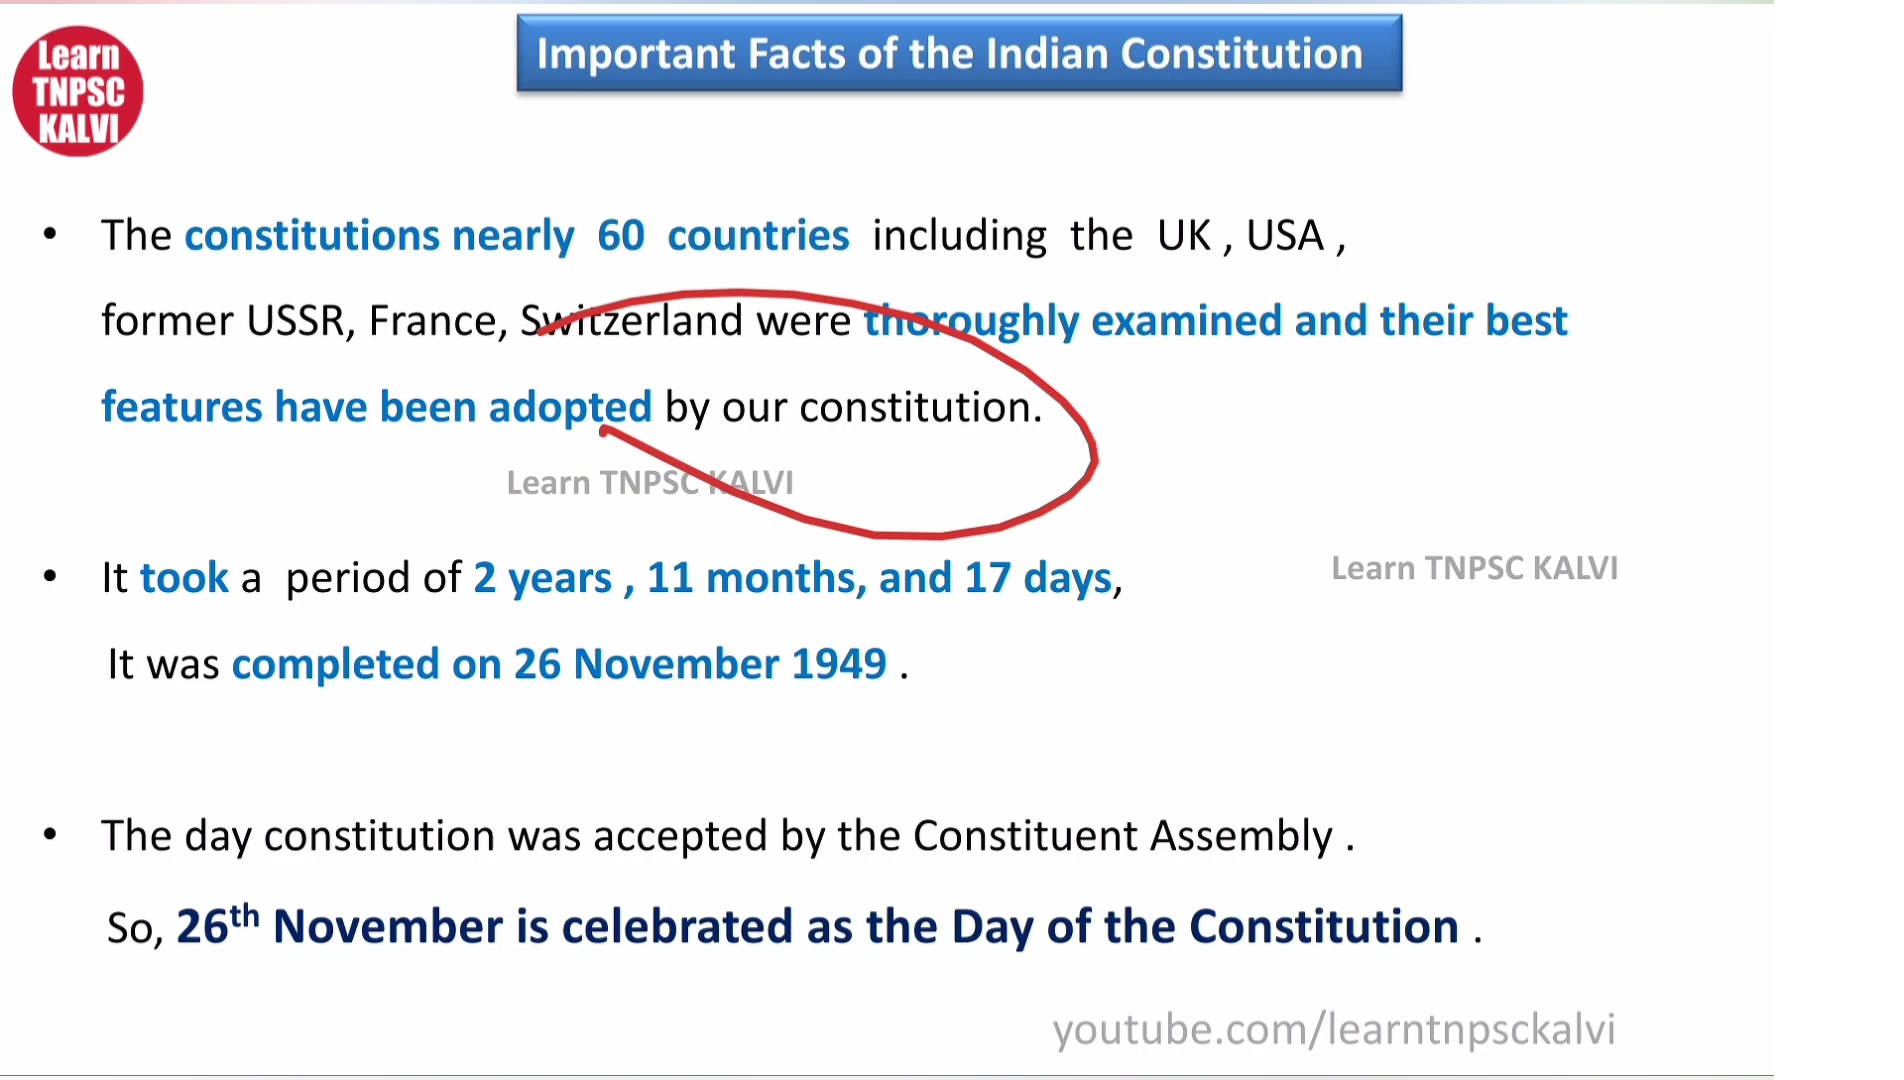 Learn
TNPSC
KALVI
Important Facts of the Indian Constitution
• The constitutions nearly 60 countries including the UK , USA ,
former USSR, France, Switzerland were thoroughly examined and their best
features have been adopted by our constitution.
Learn TNPSC KALVI
• It took a period of 2 years , 11 months, and 17 days,
Learn TNPSC KALVI
It was completed on 26 November 1949 .
• The day constitution was accepted by the Constituent Assembly .
So, 26th November is celebrated as the Day of the Constitution .
youtube.com/learntnpsckalvi